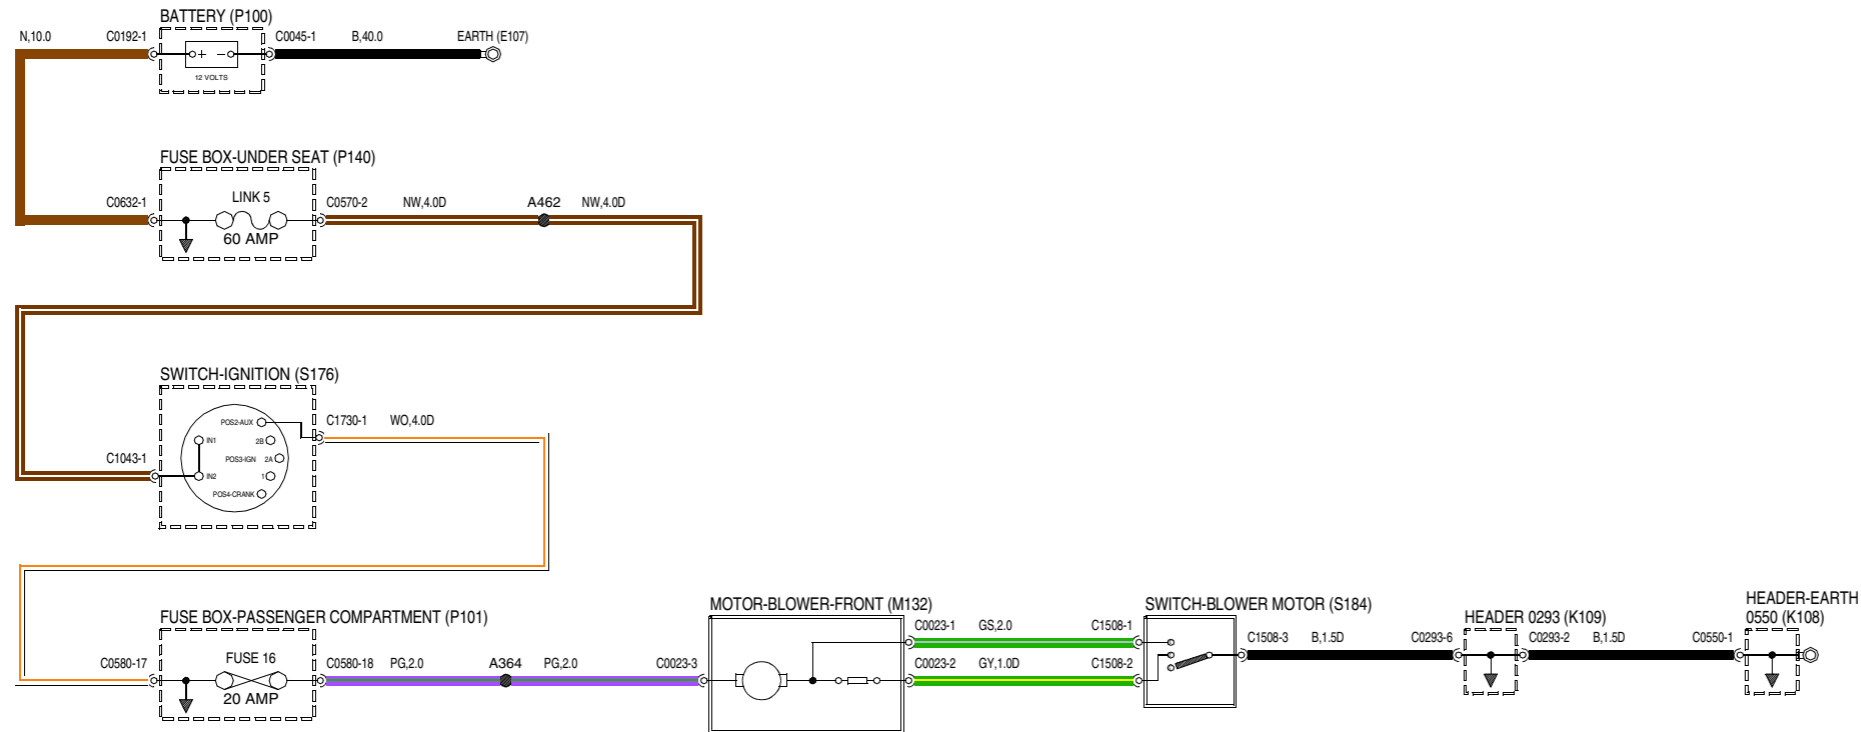 BATTERY (P100)
N,10.0 C0192-1 C0045-1 B,40.0 EARTH (E107)
+ −
12 VOLTS
FUSE BOX-UNDER SEAT (P140)
LINK 5
C0632-1 C0570-2 NW,4.0D A462 NW,4.0D
60 AMP
SWITCH-IGNITION (S176)
POS2-AUX C1730-1 WO,4.0D
IN1 2B
C1043-1 POS3-IGN 2A
IN2 1
POS4-CRANK
FUSE BOX-PASSENGER COMPARTMENT (P101)
FUSE 16
C0580-17 C0580-18 PG,2.0 A364 PG,2.0 C0023-3
20 AMP
MOTOR-BLOWER-FRONT (M132)
C0023-1 GS,2.0 C1508-1
C0023-2 GY,1.0D C1508-2
SWITCH-BLOWER MOTOR (S184)
C1508-3 B,1.5D C0293-6
HEADER 0293 (K109)
C0293-2 B,1.5D C0550-1
HEADER-EARTH
0550 (K108)